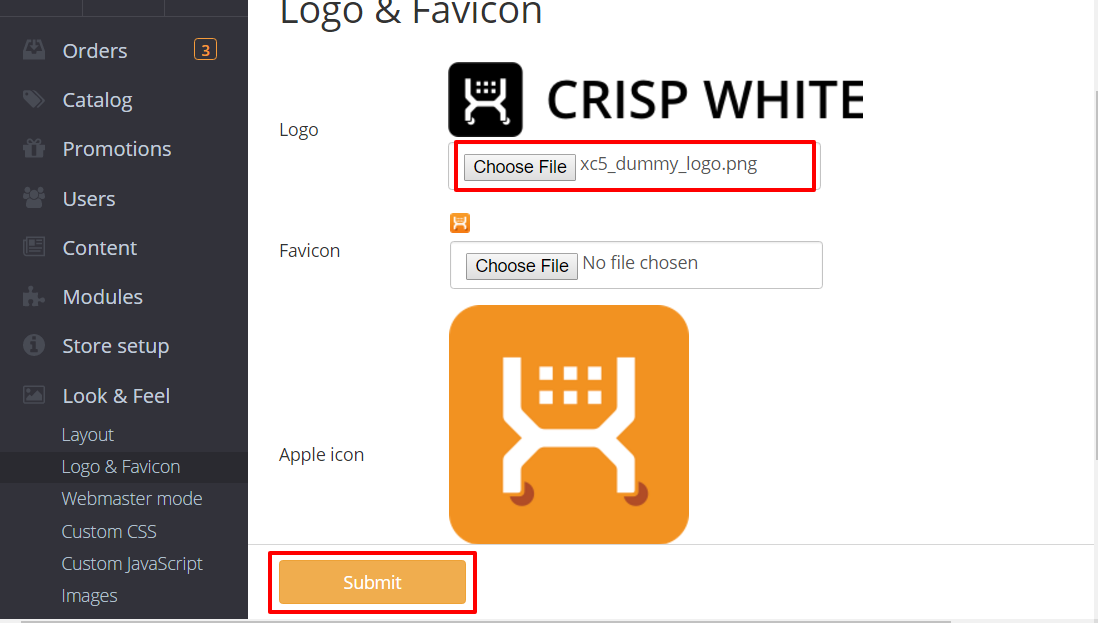 Logo & Favicon
Orders 3
Catalog
Promotions
Users
Content
Modules
Store setup
Look & Feel
Layout
Logo & Favicon
Webmaster mode
Custom CSS
Custom JavaScript
Images
Logo
CRISP WHITE
Choose File xc5_dummy_logo.png
Favicon
Choose File No file chosen
Apple icon
Submit